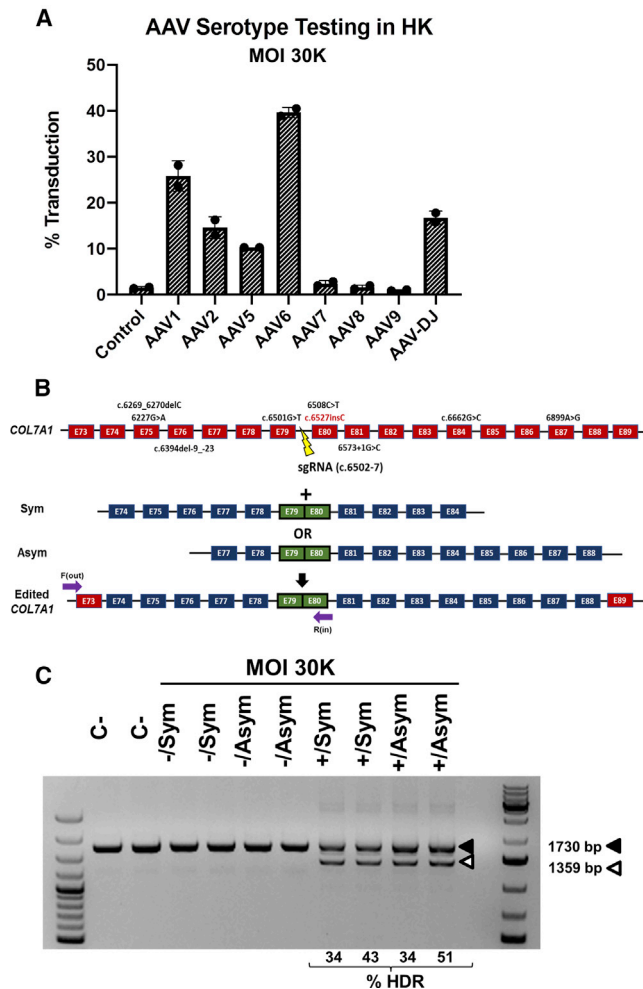 A
AAV Serotype Testing in HK
MOI 30K
% Transduction
50
40
30
20
10
0
Control
AAV1
AAV2
AAV5
AAV6
AAV7
AAV8
AAV9
AAV-DJ
B
c.6269_6270delC
6508C>T
6227G>A
c.6501G>T
c.6527insC
c.6662G>C
6899A>G
COL7A1
E73 E74 E75 E76 E77 E78 E79 E80 E81 E82 E83 E84 E85 E86 E87 E88 E89
c.6394del-9_-23
6573+1G>C
sgRNA (c.6502-7)
+
Sym
E74 E75 E76 E77 E78 E79 E80 E81 E82 E83 E84
OR
Asym
E77 E78 E79 E80 E81 E82 E83 E84 E85 E86 E87 E88
F(out)
Edited
COL7A1
E73 E74 E75 E76 E77 E78 E79 E80 E81 E82 E83 E84 E85 E86 E87 E88 E89
R(in)
C
MOI 30K
C-
C-
-/Sym
-/Sym
-/Asym
-/Asym
+/Sym
+/Sym
+/Asym
+/Asym
1730 bp
1359 bp
34 43 34 51
% HDR